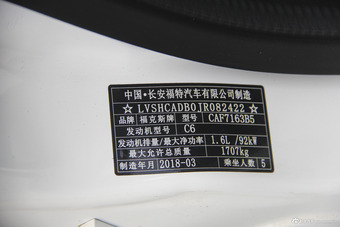 中国·长安福特汽车有限公司制造
☆LVSHCADB0JR082422☆
品牌 福克斯牌 型号 CAF7163B5
发动机型号 C6
发动机排量/最大净功率 1.6L /92kW
最大允许总质量 1707kg
制造年月 2018-03 乘坐人数 5